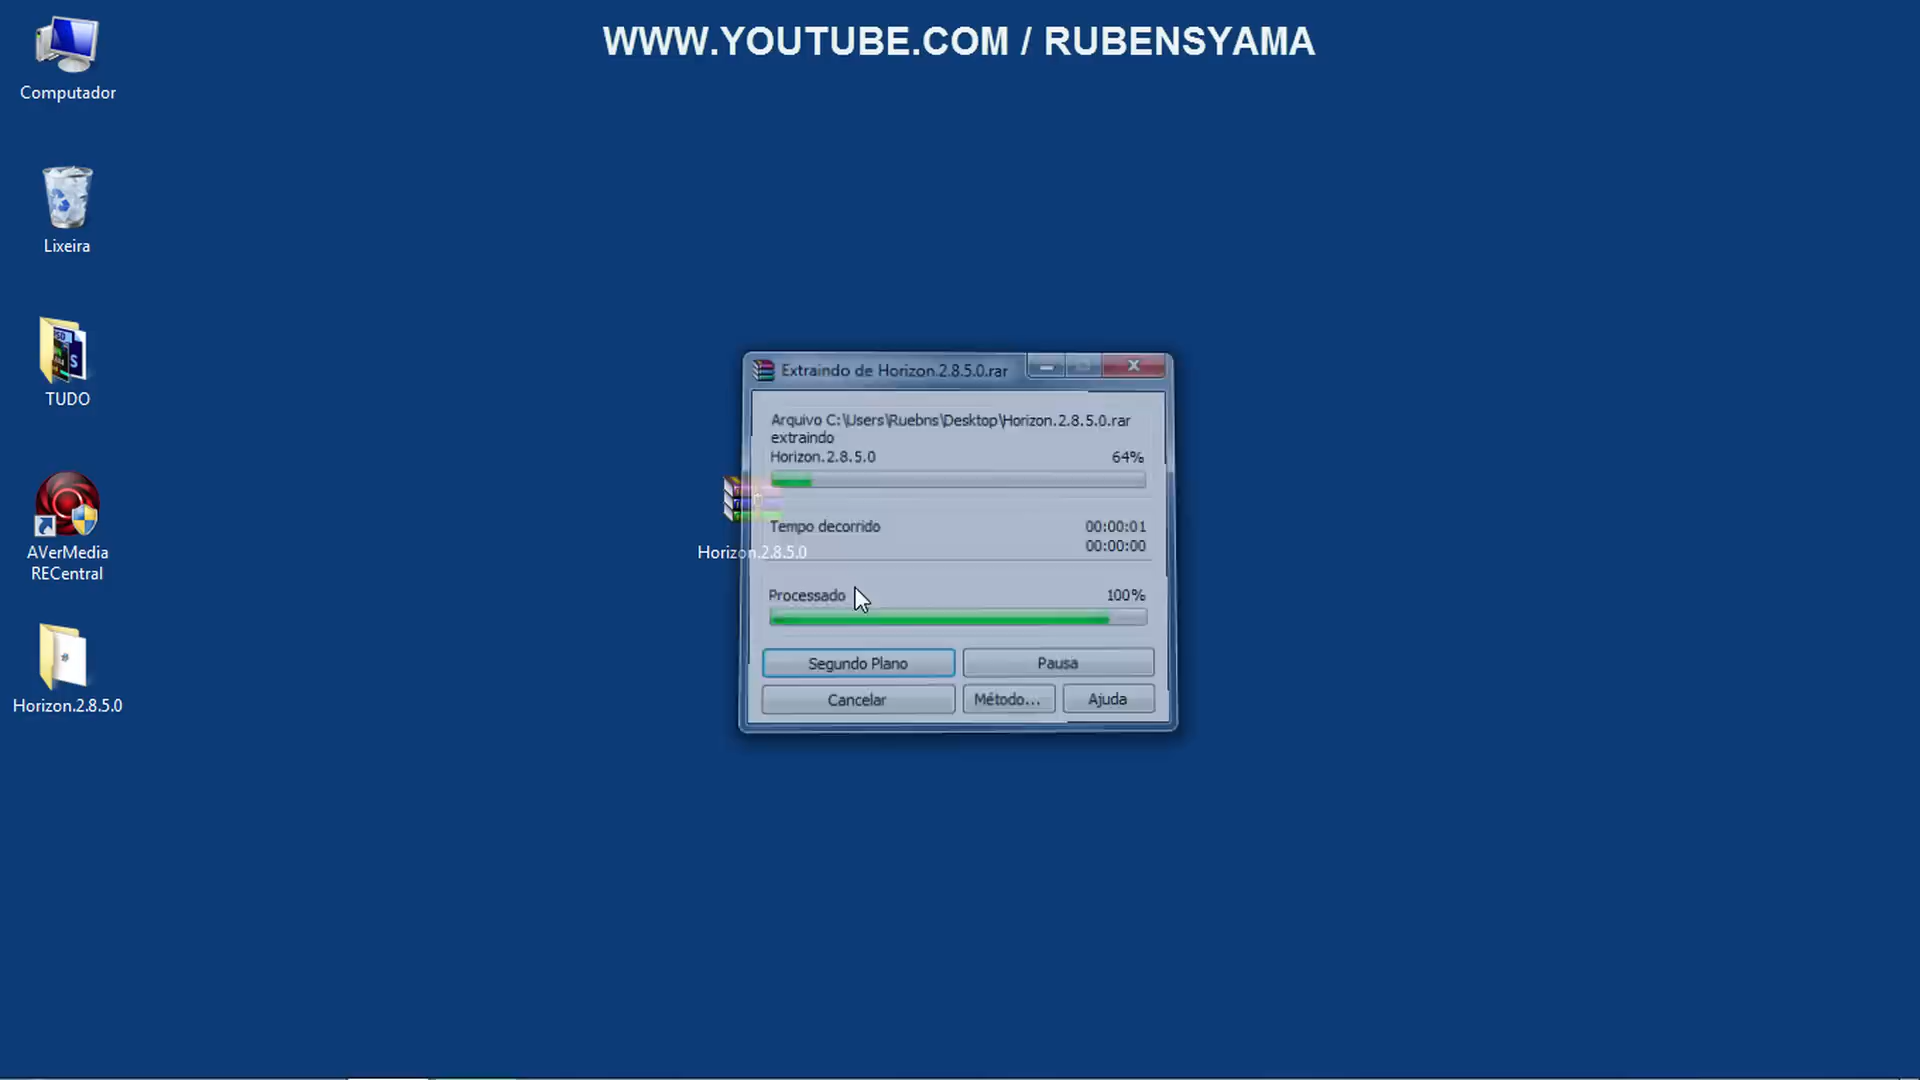 WWW.YOUTUBE.COM / RUBENSYAMA
Computador
Lixeira
TUDO
AVerMedia
RECentral
Horizon.2.8.5.0
Horizon.2.8.5.0
Extraindo de Horizon.2.8.5.0.rar
Arquivo C:\Users\Ruebns\Desktop\Horizon.2.8.5.0.rar
extraindo
Horizon.2.8.5.0 64%
Tempo decorrido 00:00:01
00:00:00
Processado 100%
Segundo Plano Pausa
Cancelar Método... Ajuda